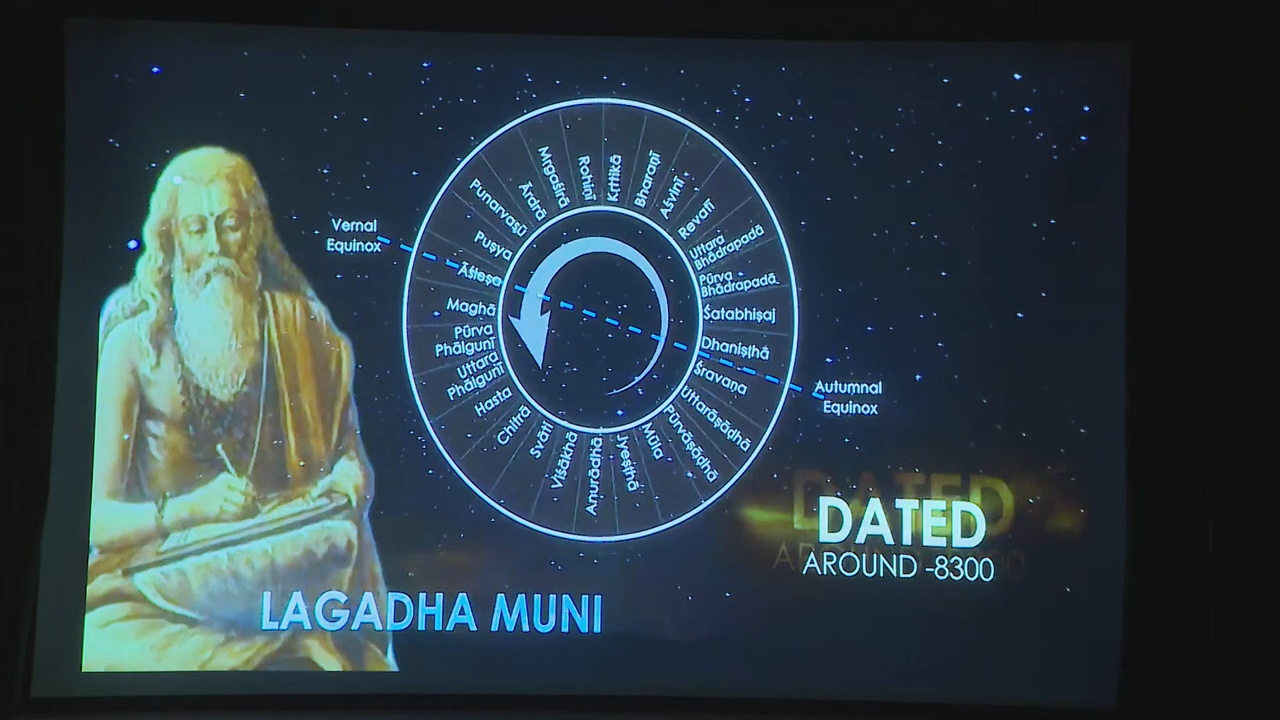 Vernal
Equinox
Punarvaṣū
Ārdrā
Mṛgaśirā
Rohiṇī
Kṛttikā
Bharaṇī
Aśvinī
Revatī
Uttara
Bhādrapadā
Pūrva
Bhādrapadā
Śatabhiṣaj
Dhaniṣṭhā
Śravaṇa
Uttarāṣāḍhā
Pūrvāṣāḍhā
Mūla
Jyeṣṭhā
Anurādhā
Viśākhā
Svāti
Chitrā
Hasta
Uttara
Phālgunī
Pūrva
Phālgunī
Maghā
Āśleṣa
Puṣya
Autumnal
Equinox
DATED
AROUND -8300
LAGADHA MUNI